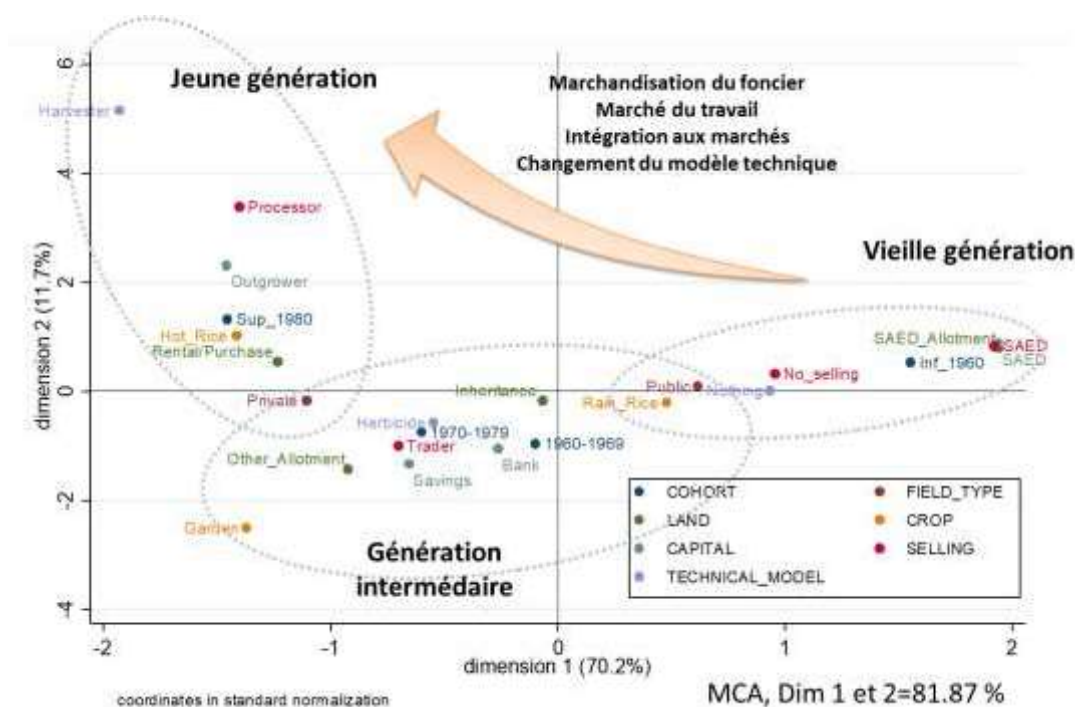 6
4
2
0
-2
-4
dimension 2 (11.7%)
Jeune génération
Marchandisation du foncier
Marché du travail
Intégration aux marchés
Changement du modèle technique
Vieille génération
Harvester
Processor
Outgrower
Sup_1980
Hot_Rice
Rental/Purchase
Private
Inheritance
Public
Nothing
No_selling
Rain_Rice
SAED_Allotment
SAED
SAED
Inf_1960
Herbicide
1970-1979
Trader
1960-1969
Other_Allotment
Savings
Bank
Garden
Génération
intermédaire
COHORT
FIELD_TYPE
LAND
CROP
CAPITAL
SELLING
TECHNICAL_MODEL
-2
-1
0
1
2
dimension 1 (70.2%)
coordinates in standard normalization
MCA, Dim 1 et 2=81.87 %